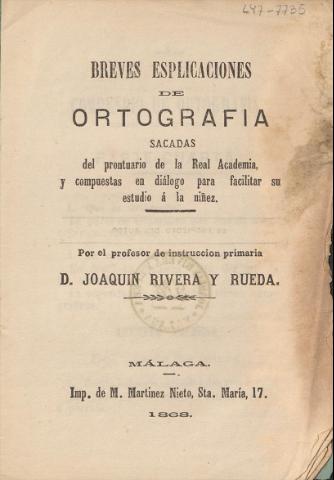 447-7735
BREVES ESPLICACIONES
DE
ORTOGRAFIA
SACADAS
del prontuario de la Real Academia,
y compuestas en diálogo para facilitar su
estudio á la niñez.
Por el profesor de instruccion primaria
D. JOAQUIN RIVERA Y RUEDA.
MÁLAGA.
Imp. de M. Martinez Nieto, Sta. María, 17.
1868.